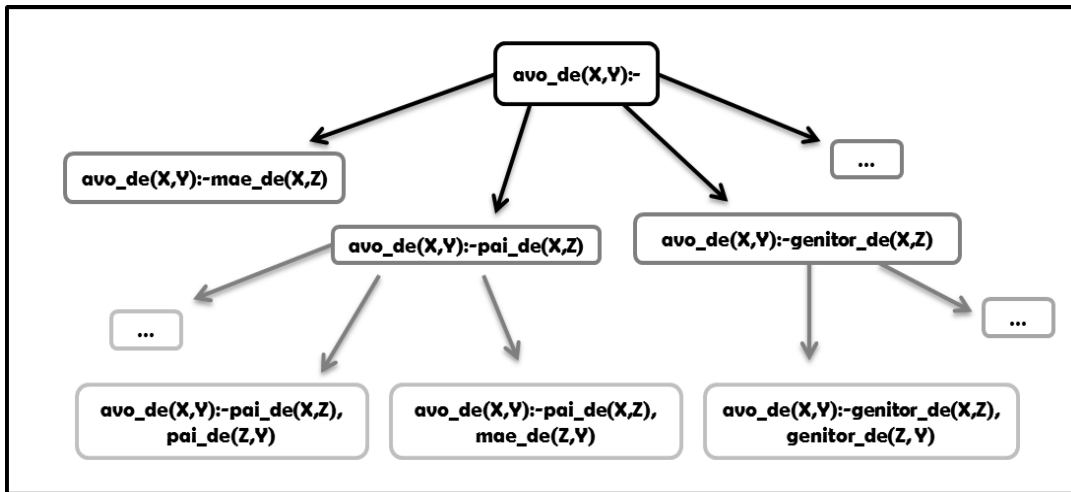 avo_de(X,Y):-
avo_de(X,Y):-mae_de(X,Z)
...
avo_de(X,Y):-pai_de(X,Z)
avo_de(X,Y):-genitor_de(X,Z)
...
...
avo_de(X,Y):-pai_de(X,Z),
pai_de(Z,Y)
avo_de(X,Y):-pai_de(X,Z),
mae_de(Z,Y)
avo_de(X,Y):-genitor_de(X,Z),
genitor_de(Z, Y)